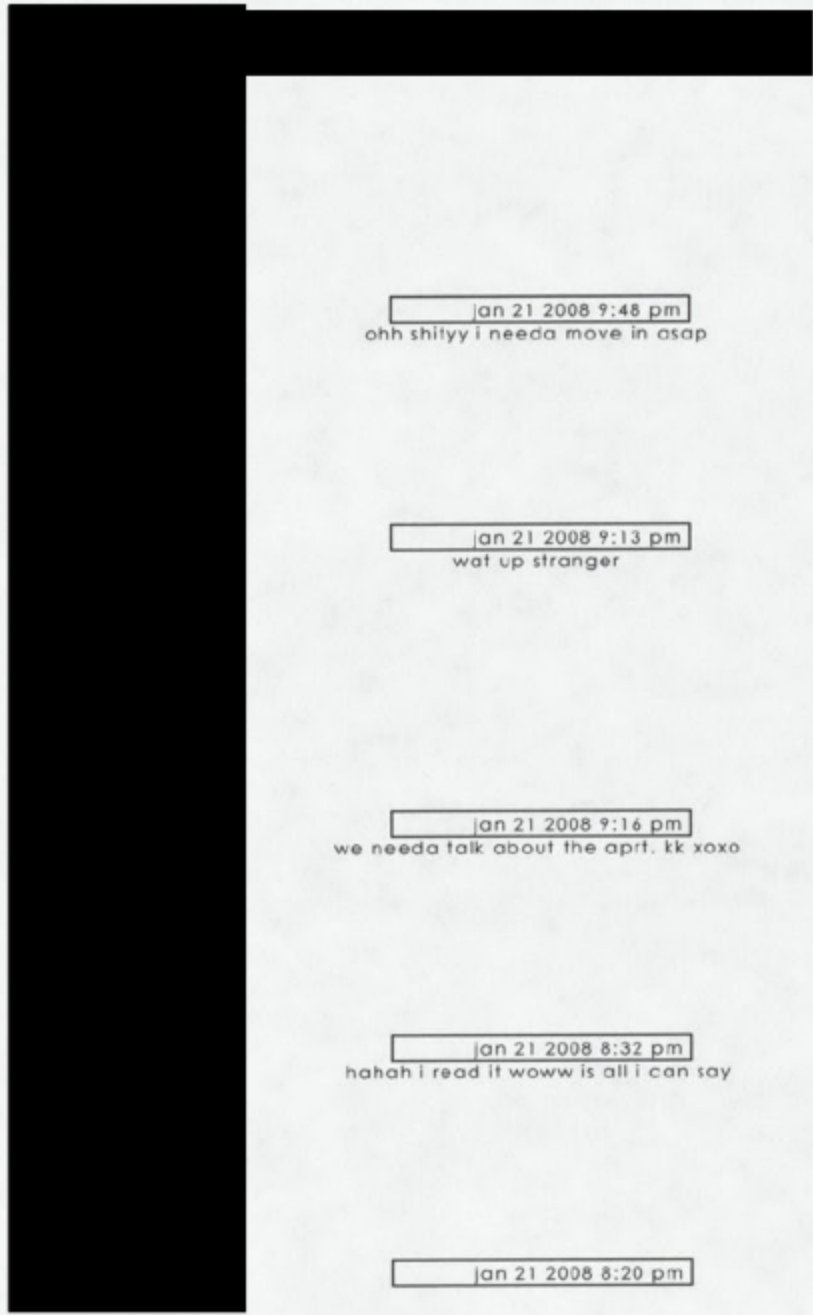 jan 21 2008 9:48 pm
ohh shityy i needa move in asap
jan 21 2008 9:13 pm
wat up stranger
jan 21 2008 9:16 pm
we needa talk about the aprt. kk xoxo
jan 21 2008 8:32 pm
hahah i read it woww is all i can say
jan 21 2008 8:20 pm